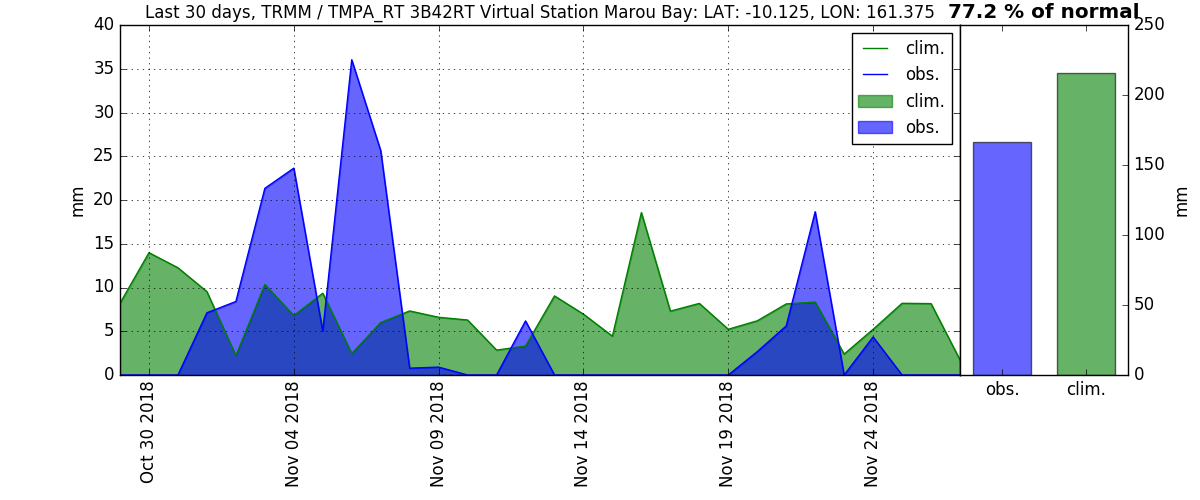 Last 30 days, TRMM / TMPA_RT 3B42RT Virtual Station Marou Bay: LAT: -10.125, LON: 161.375 77.2 % of normal
40
35
30
25
20
15
10
5
0
mm
clim.
obs.
clim.
obs.
Oct 30 2018
Nov 04 2018
Nov 09 2018
Nov 14 2018
Nov 19 2018
Nov 24 2018
250
200
150
100
50
0
mm
obs.
clim.